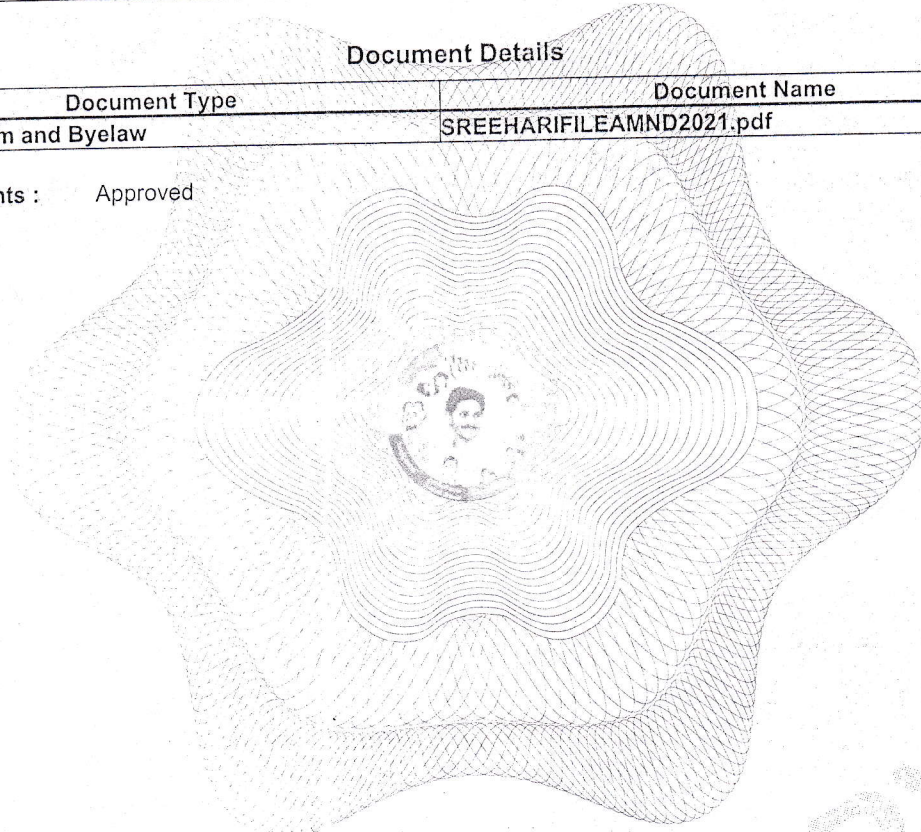 Document Details
Document Type Document Name
m and Byelaw SREEHARIFILEAMND2021.pdf
nts : Approved